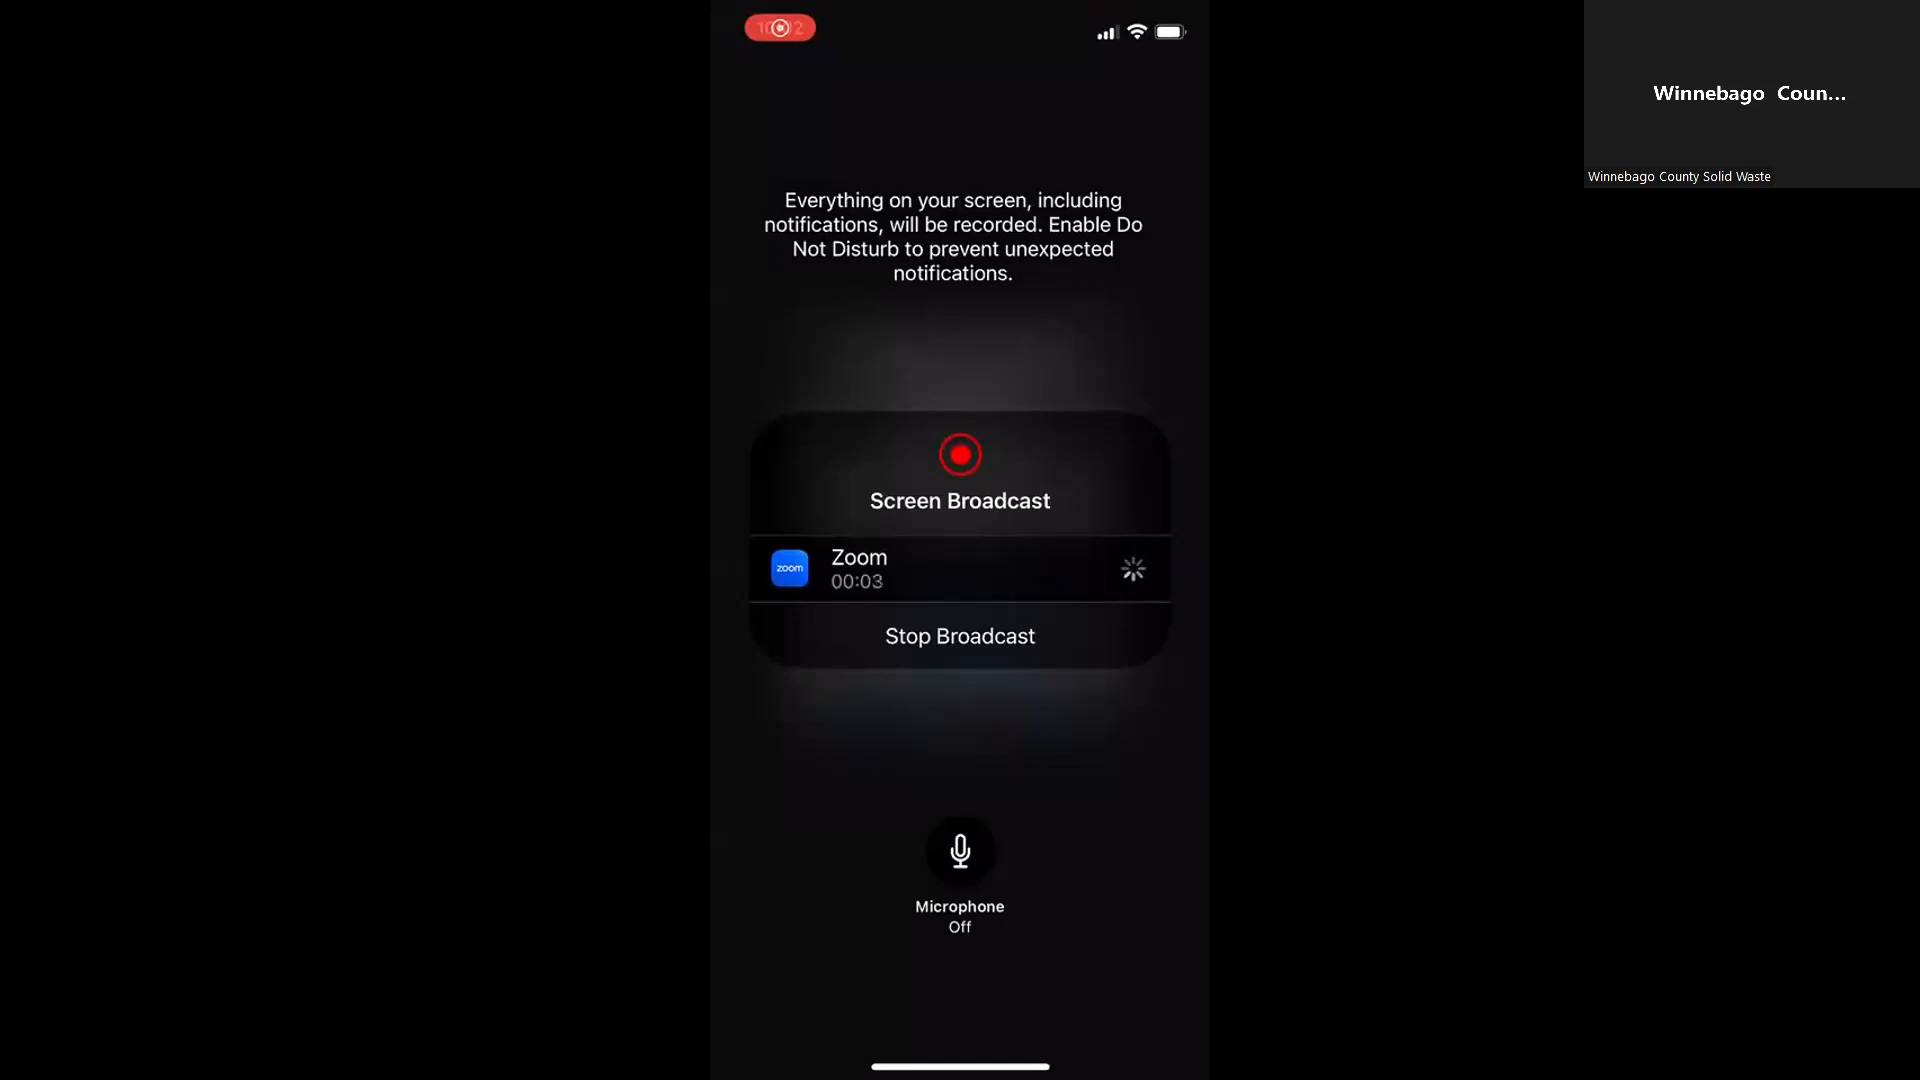 Winnebago Coun...
Winnebago County Solid Waste
Everything on your screen, including
notifications, will be recorded. Enable Do
Not Disturb to prevent unexpected
notifications.
Screen Broadcast
zoom
Zoom
00:03
Stop Broadcast
Microphone
Off